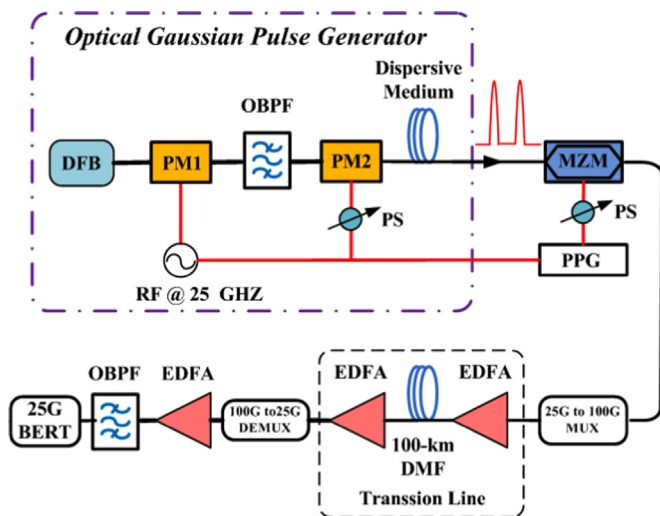 Optical Gaussian Pulse Generator
Dispersive
Medium
OBPF
DFB
PM1
PM2
MZM
PS
PS
PPG
RF @ 25 GHZ
OBPF
EDFA
EDFA
EDFA
25G
BERT
100G to25G
DEMUX
100-km
DMF
25G to 100G
MUX
Transsion Line